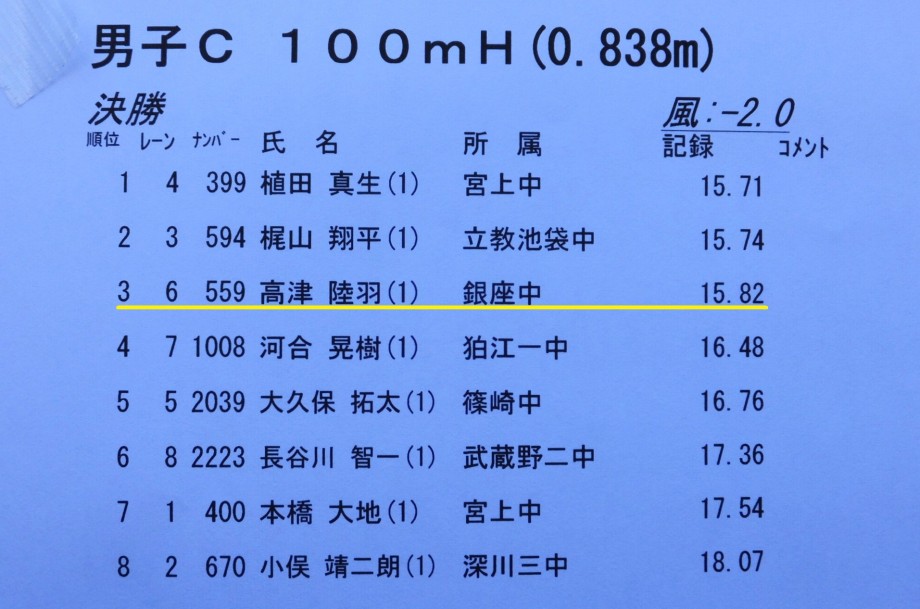 男子Ｃ １００ｍＨ(0.838m)
決勝 風:-2.0
順位 ﾚｰﾝ ﾅﾝﾊﾞｰ 氏 名 所 属 記録 ｺﾒﾝﾄ
1 4 399 植田 真生(1) 宮上中 15.71
2 3 594 梶山 翔平(1) 立教池袋中 15.74
3 6 559 高津 陸羽(1) 銀座中 15.82
4 7 1008 河合 晃樹(1) 狛江一中 16.48
5 5 2039 大久保 拓太(1) 篠崎中 16.76
6 8 2223 長谷川 智一(1) 武蔵野二中 17.36
7 1 400 本橋 大地(1) 宮上中 17.54
8 2 670 小俣 靖二朗(1) 深川三中 18.07